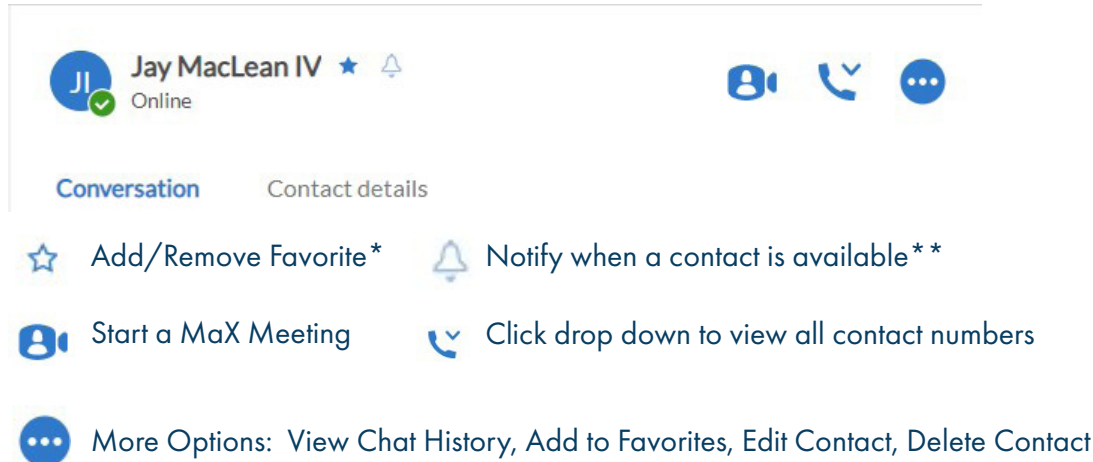 JI
Jay MacLean IV
Online
Conversation Contact details
Add/Remove Favorite* Notify when a contact is available**
Start a MaX Meeting Click drop down to view all contact numbers
More Options: View Chat History, Add to Favorites, Edit Contact, Delete Contact